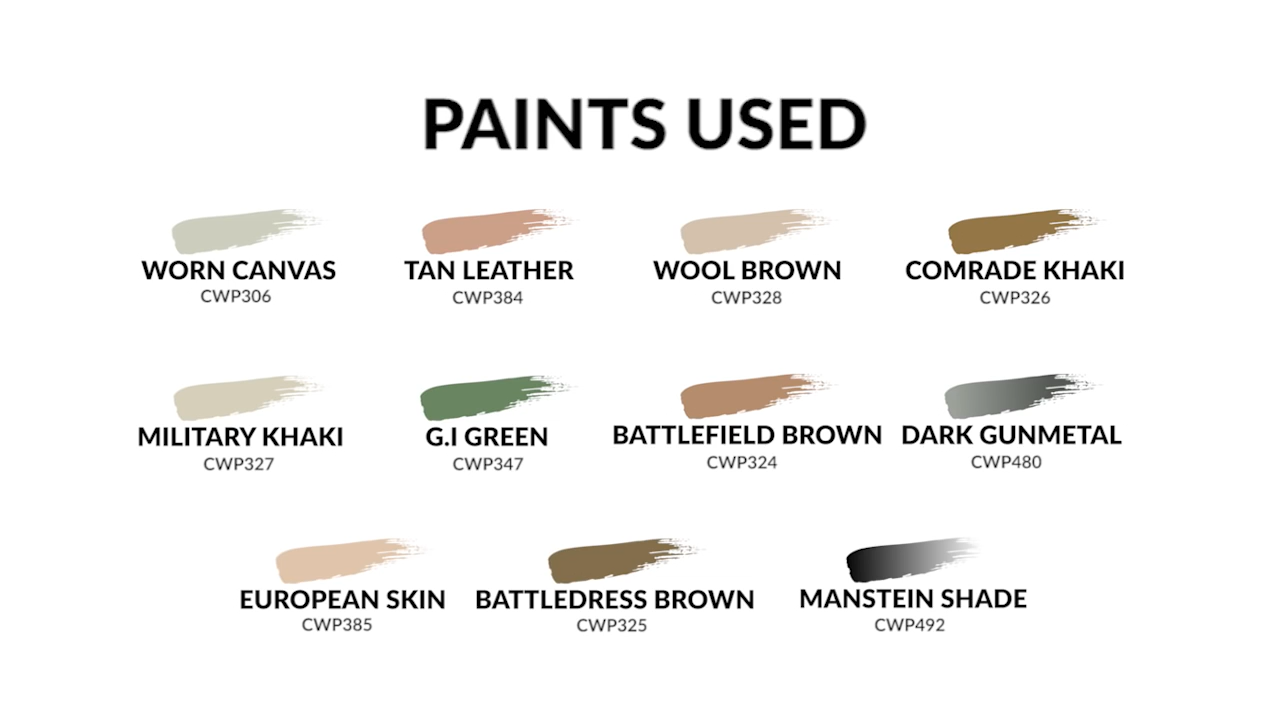 PAINTS USED
WORN CANVAS
CWP306
TAN LEATHER
CWP384
WOOL BROWN
CWP328
COMRADE KHAKI
CWP326
MILITARY KHAKI
CWP327
G.I GREEN
CWP347
BATTLEFIELD BROWN
CWP324
DARK GUNMETAL
CWP480
EUROPEAN SKIN
CWP385
BATTLEDRESS BROWN
CWP325
MANSTEIN SHADE
CWP492